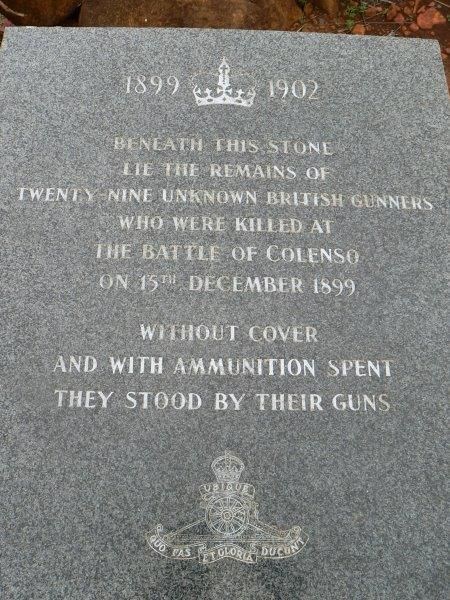 1899 1902
BENEATH THIS STONE
LIE THE REMAINS OF
TWENTY-NINE UNKNOWN BRITISH GUNNERS
WHO WERE KILLED AT
THE BATTLE OF COLENSO
ON 15TH DECEMBER 1899
WITHOUT COVER
AND WITH AMMUNITION SPENT
THEY STOOD BY THEIR GUNS
UBIQUE
QUO FAS ET GLORIA DUCUNT